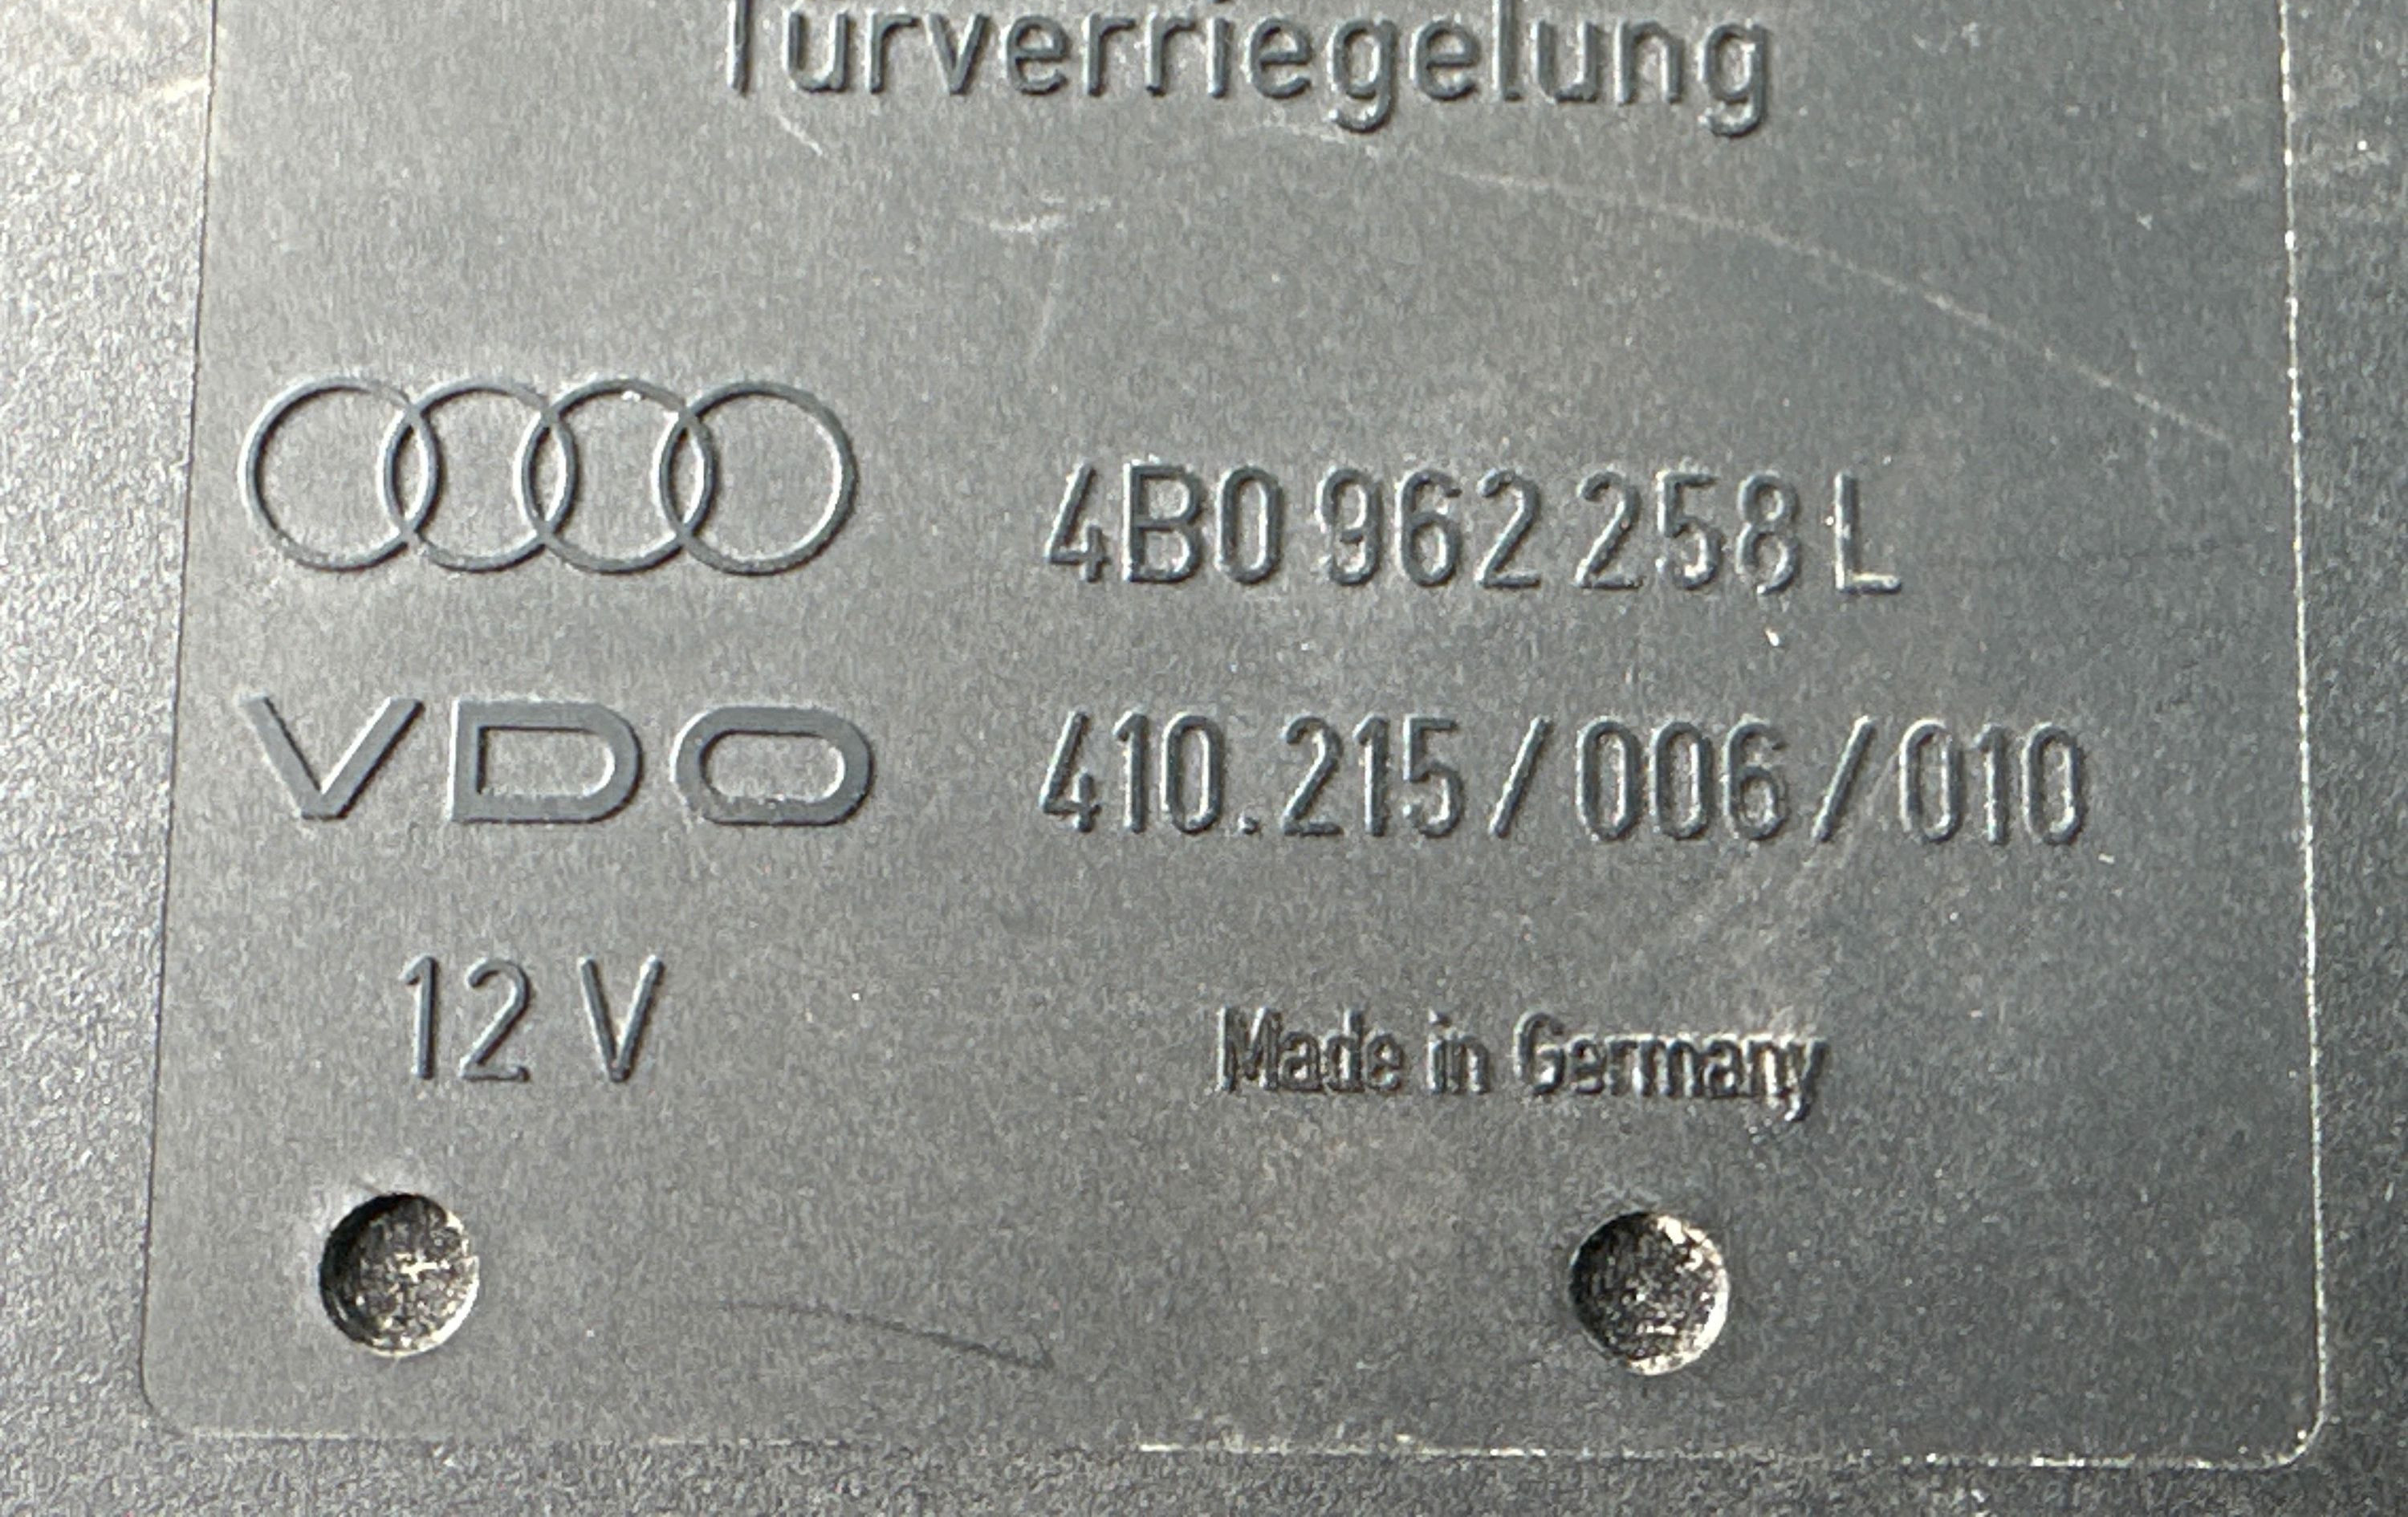 Türverriegelung
4B0 962 258 L
VDO 410.215/006/010
12 V
Made in Germany